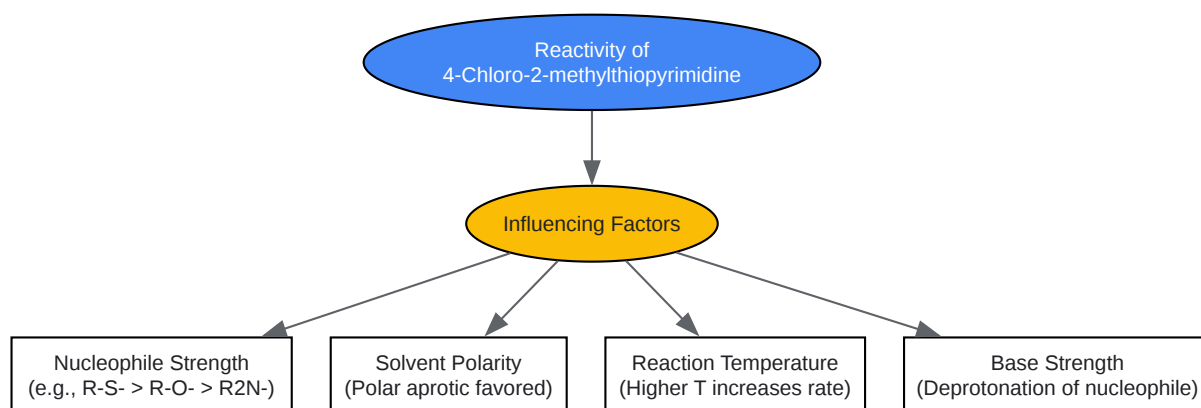 Reactivity of
4-Chloro-2-methylthiopyrimidine
Influencing Factors
Nucleophile Strength
(e.g., R-S- > R-O- > R2N-)
Solvent Polarity
(Polar aprotic favored)
Reaction Temperature
(Higher T increases rate)
Base Strength
(Deprotonation of nucleophile)